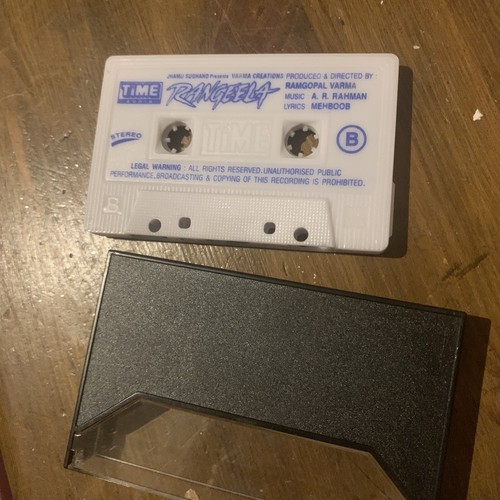 JHAMU SUGHAND Presents VARMA CREATIONS PRODUCED & DIRECTED BY
TIME RANGEELA RAMGOPAL VARMA
MUSIC A. R. RAHMAN
LYRICS MEHBOOB
STEREO
TIME
B
LEGAL WARNING : ALL RIGHTS RESERVED. UNAUTHORISED PUBLIC
PERFORMANCE, BROADCASTING & COPYING OF THIS RECORDING IS PROHIBITED.
B